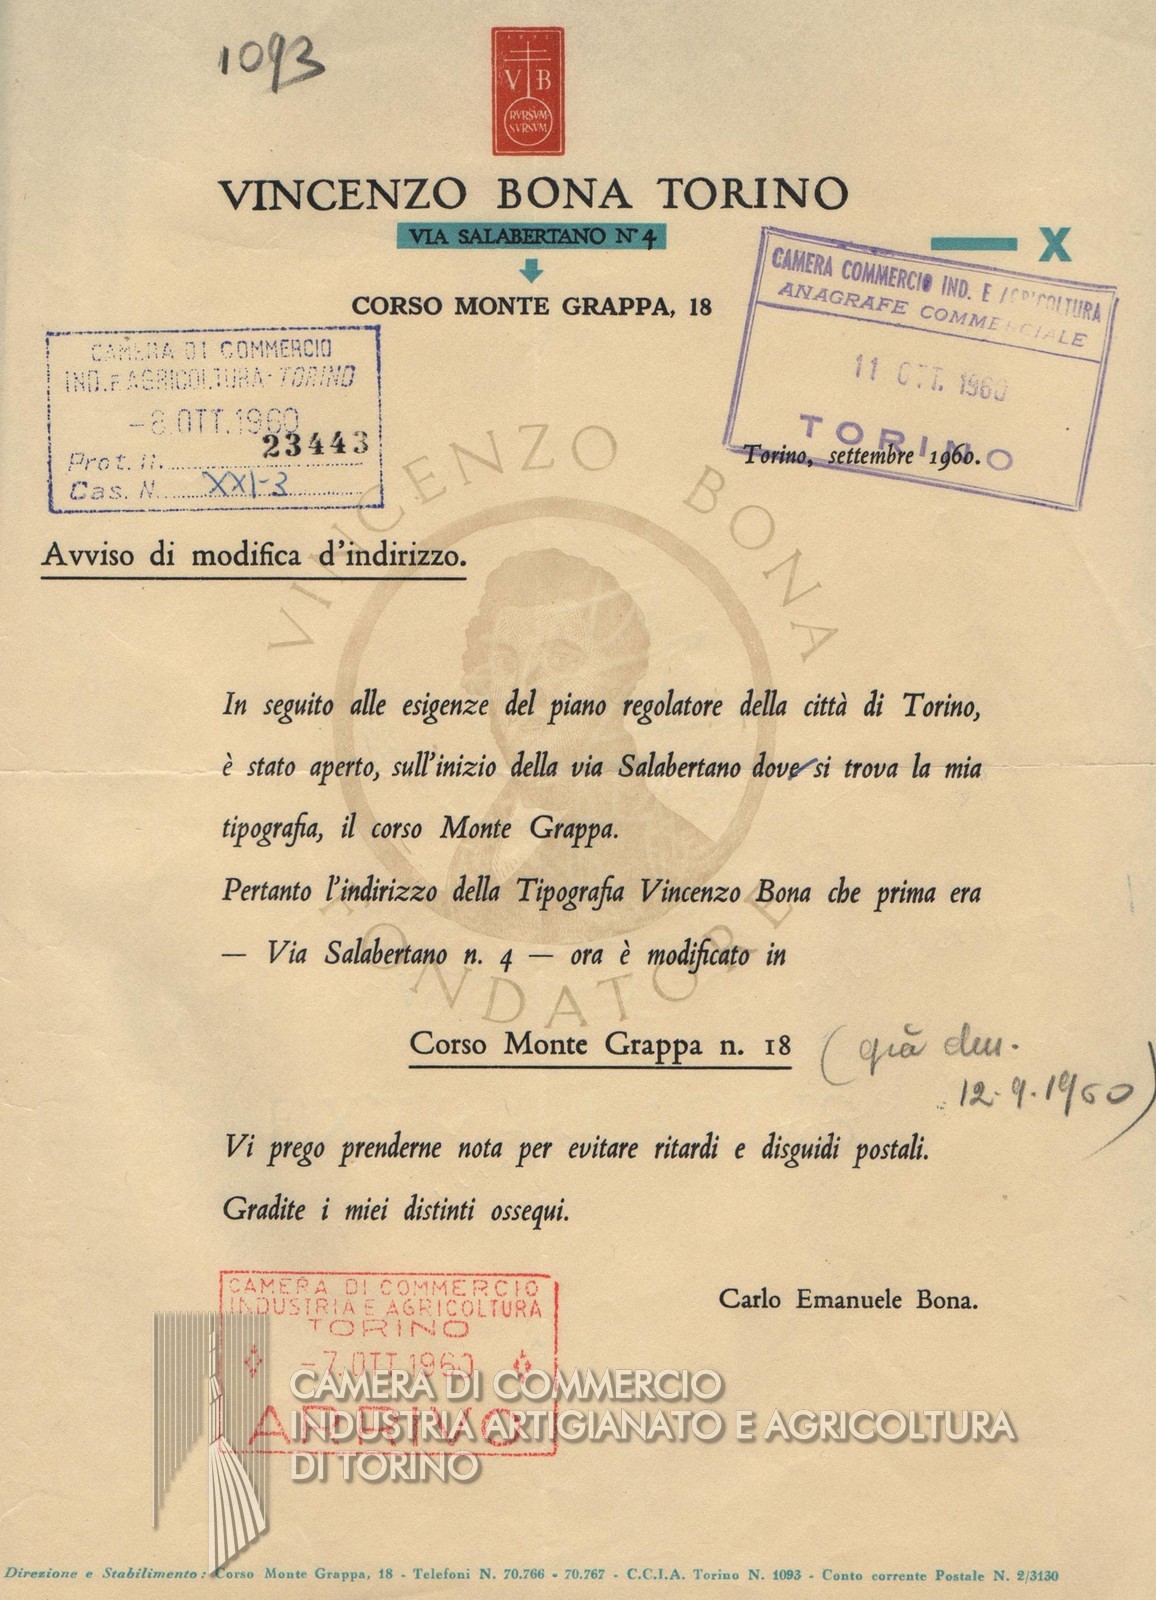 1093
V B
RVRSVM
SVRSVM
VINCENZO BONA TORINO
VIA SALABERTANO N° 4
X
CORSO MONTE GRAPPA, 18
CAMERA COMMERCIO IND. E AGRICOLTURA
ANAGRAFE COMMERCIALE
11 OTT. 1960
TORINO
CAMERA DI COMMERCIO
IND. E AGRICOLTURA - TORINO
-6.OTT.1960
23443
Prot. N.
Cas. N. XXI-3
Torino, settembre 1960.
VINCENZO BONA
FONDATORE
Avviso di modifica d'indirizzo.
In seguito alle esigenze del piano regolatore della città di Torino,
è stato aperto, sull'inizio della via Salabertano dove si trova la mia
tipografia, il corso Monte Grappa.
Pertanto l'indirizzo della Tipografia Vincenzo Bona che prima era
— Via Salabertano n. 4 — ora è modificato in
Corso Monte Grappa n. 18
(già den.
12.9.1960)
Vi prego prenderne nota per evitare ritardi e disguidi postali.
Gradite i miei distinti ossequi.
Carlo Emanuele Bona.
CAMERA DI COMMERCIO
INDUSTRIA E AGRICOLTURA
TORINO
-7.OTT.1960
ARRIVO
CAMERA DI COMMERCIO
INDUSTRIA ARTIGIANATO E AGRICOLTURA
DI TORINO
Direzione e Stabilimento: Corso Monte Grappa, 18 - Telefoni N. 70.766 - 70.767 - C.C.I.A. Torino N. 1093 - Conto corrente Postale N. 2/3130